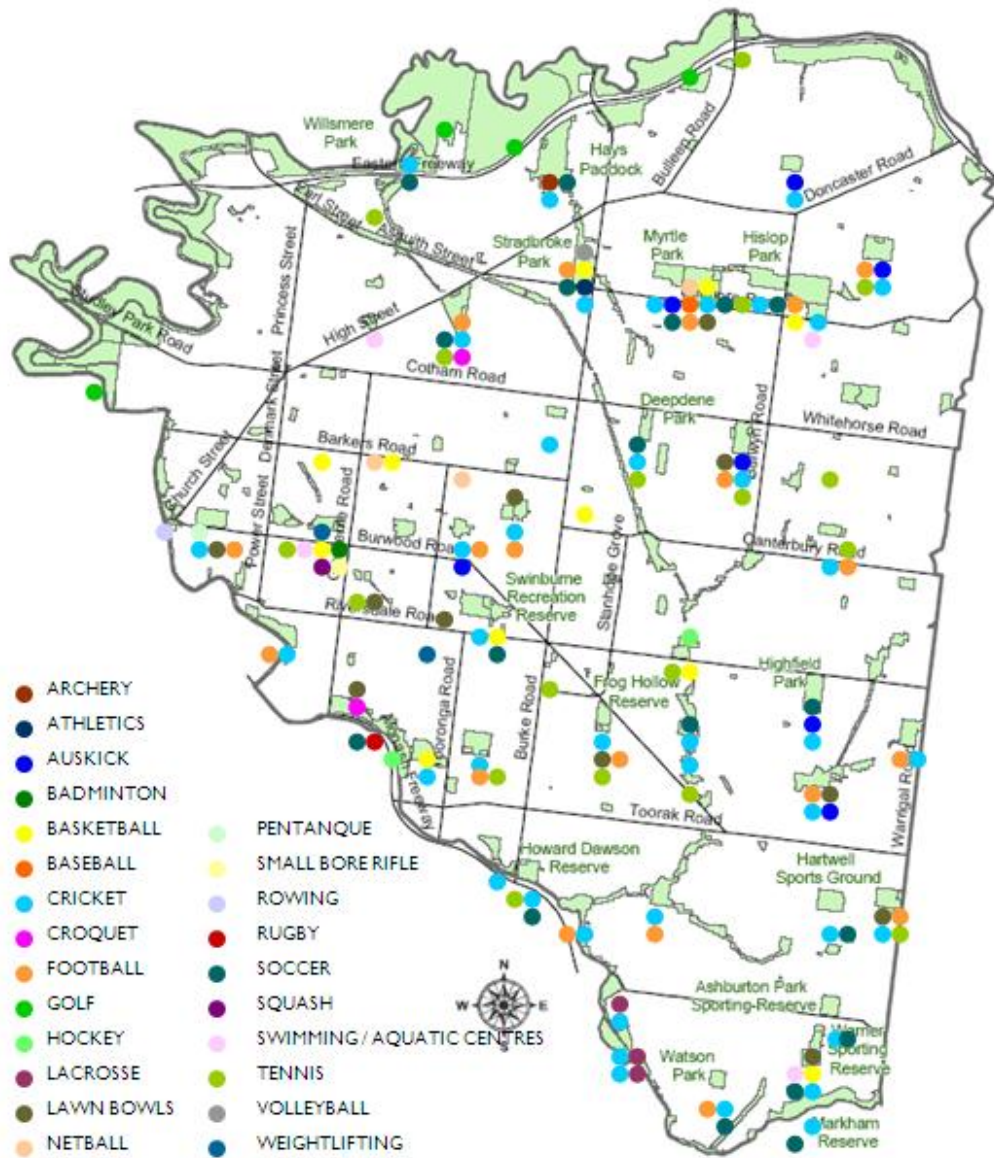 Willsmere
Park
Hays
Paddock
Bulleen Road
Doncaster Road
Earl Street
Asquith Street
Stradbroke
Park
Myrtle
Park
Hislop
Park
Princess Street
High Street
Studley Park Road
Cotham Road
Deepdene
Park
Whitehorse Road
Denmark Street
Barkers Road
Church Street
Power Street
Burwood Road
Canterbury Road
Swinburne
Recreation
Reserve
Stanhope Grove
Riversdale Road
Highfield
Park
Frog Hollow
Reserve
Burke Road
Toorak Road
Warrigal Road
Howard Dawson
Reserve
Hartwell
Sports Ground
Ashburton Park
Sporting-Reserve
Warner
Sporting
Reserve
Watson
Park
Markham
Reserve
N
W
E
S
ARCHERY
ATHLETICS
AUSKICK
BADMINTON
BASKETBALL
BASEBALL
CRICKET
CROQUET
FOOTBALL
GOLF
HOCKEY
LACROSSE
LAWN BOWLS
NETBALL
PENTANQUE
SMALL BORE RIFLE
ROWING
RUGBY
SOCCER
SQUASH
SWIMMING / AQUATIC CENTRES
TENNIS
VOLLEYBALL
WEIGHTLIFTING